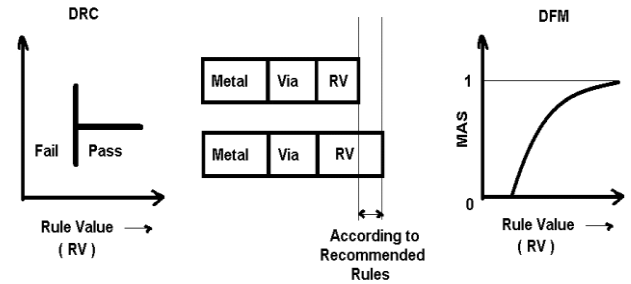 DRC
Fail
Pass
Rule Value
( RV )
Metal
Via
RV
Metal
Via
RV
According to
Recommended
Rules
DFM
1
MAS
0
Rule Value
( RV )